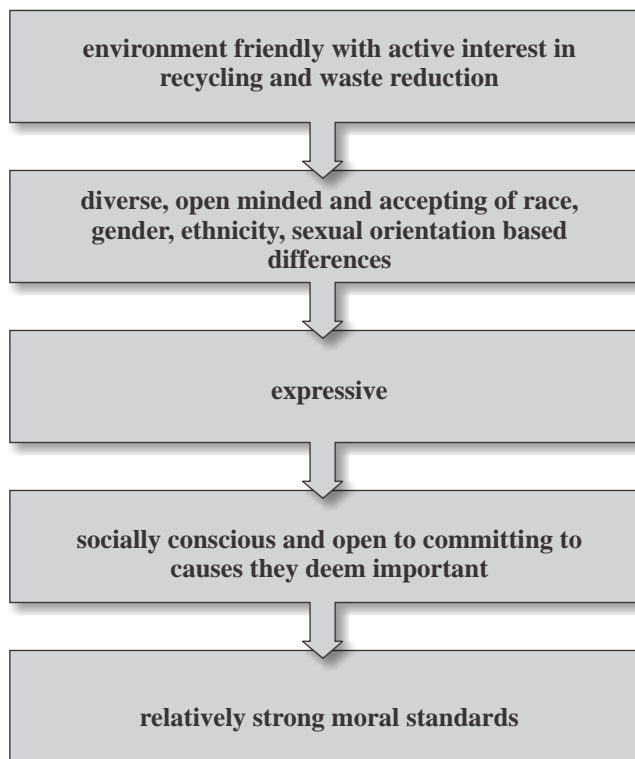 environment friendly with active interest in
recycling and waste reduction
diverse, open minded and accepting of race,
gender, ethnicity, sexual orientation based
differences
expressive
socially conscious and open to committing to
causes they deem important
relatively strong moral standards